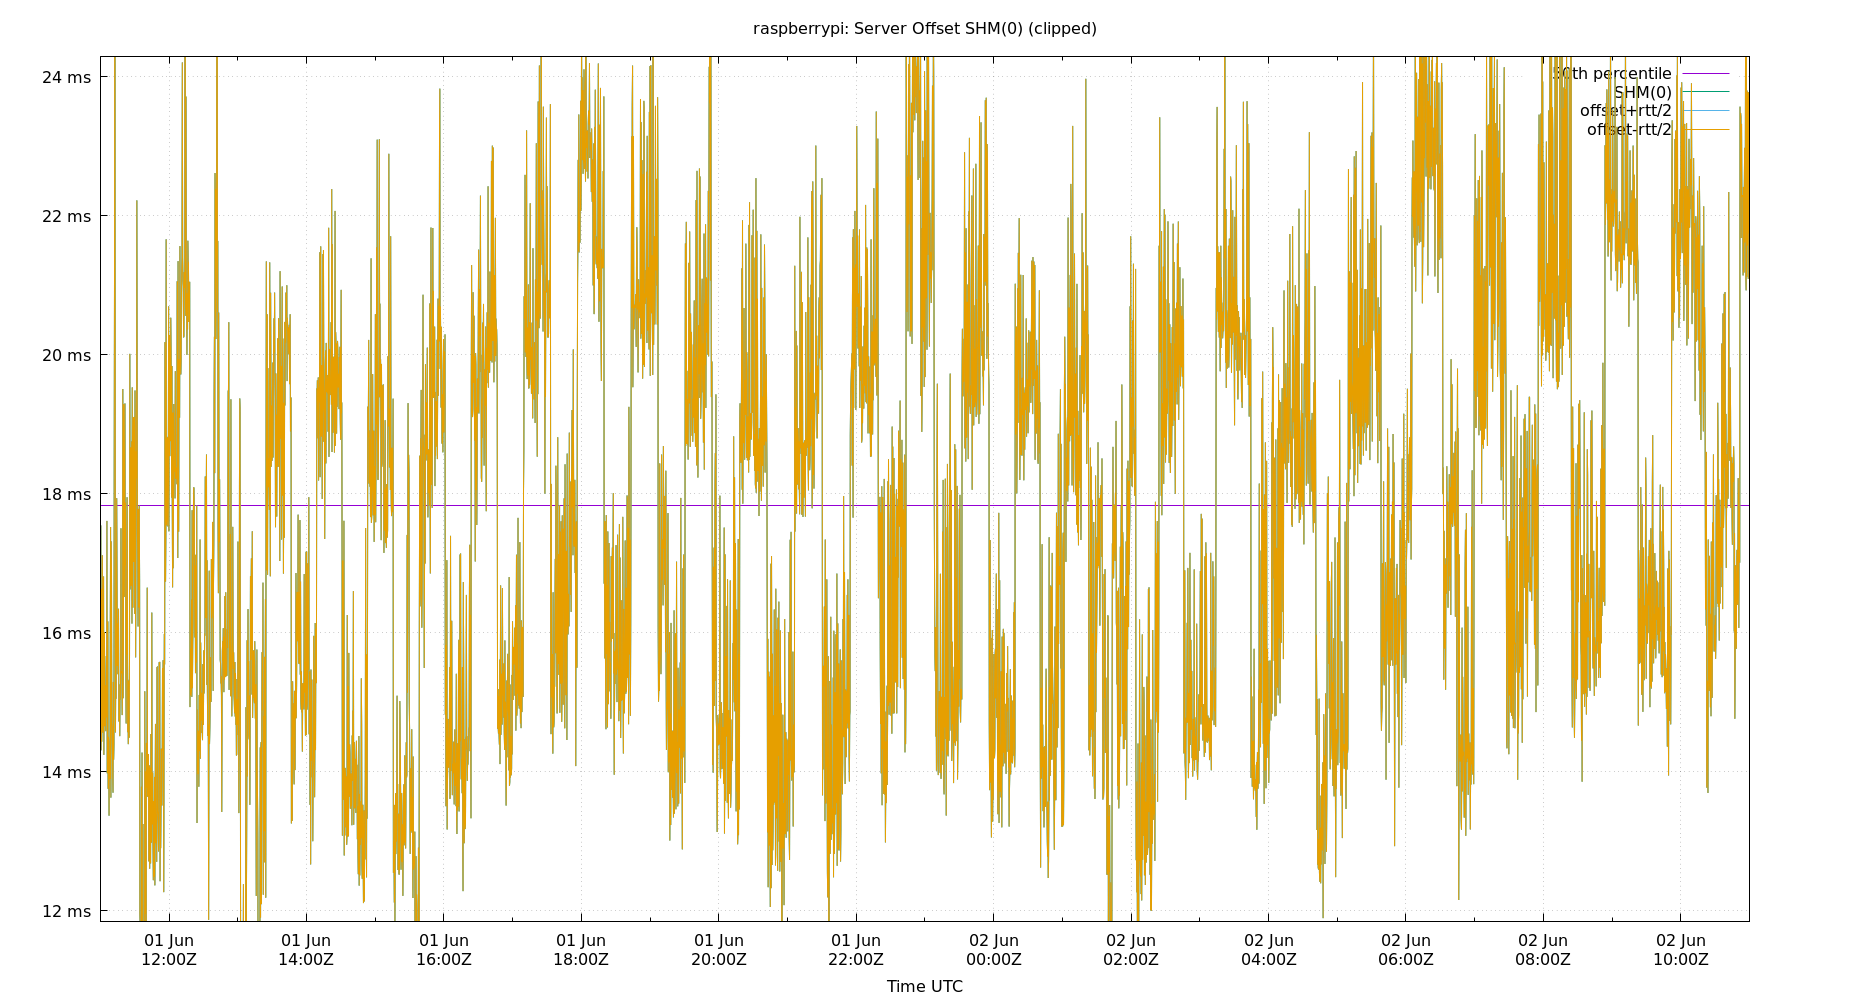 raspberrypi: Server Offset SHM(0) (clipped)
24 ms
22 ms
20 ms
18 ms
16 ms
14 ms
12 ms
50th percentile
SHM(0)
offset+rtt/2
offset-rtt/2
01 Jun 01 Jun 01 Jun 01 Jun 01 Jun 01 Jun 02 Jun 02 Jun 02 Jun 02 Jun 02 Jun 02 Jun
12:00Z 14:00Z 16:00Z 18:00Z 20:00Z 22:00Z 00:00Z 02:00Z 04:00Z 06:00Z 08:00Z 10:00Z
Time UTC